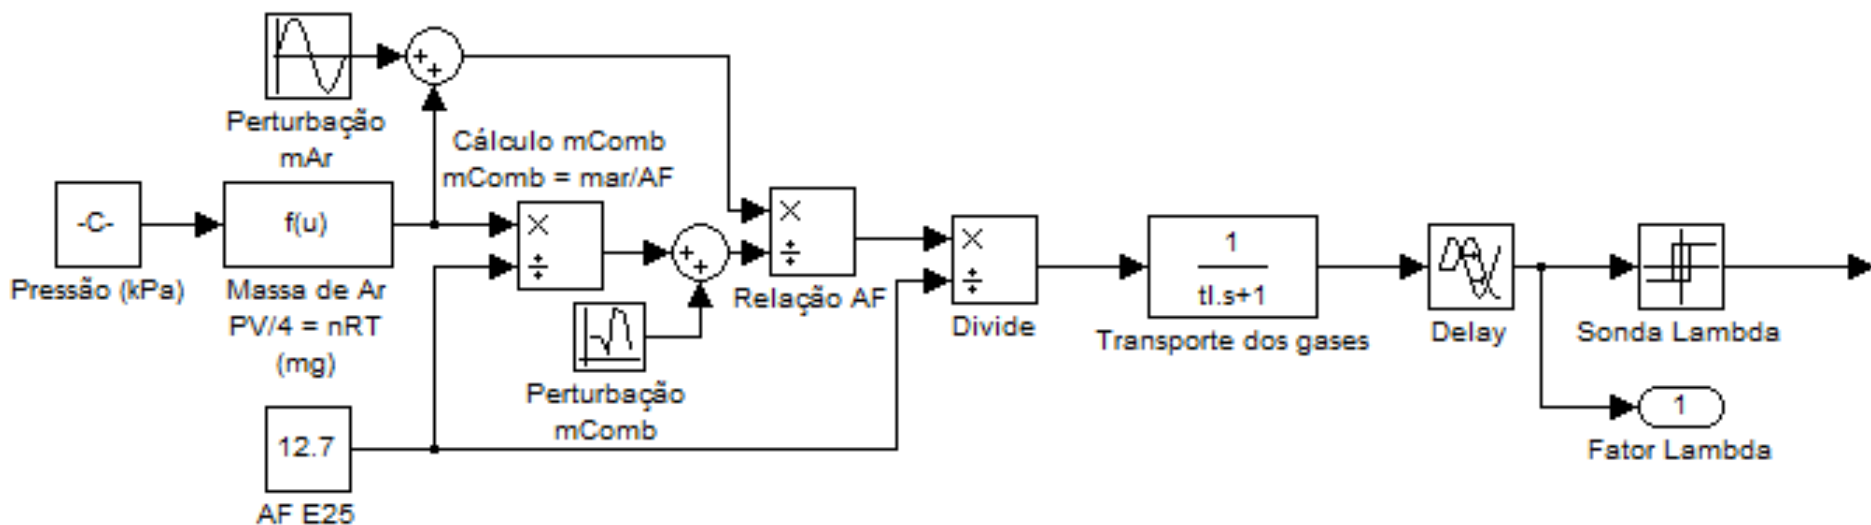 Perturbação
mAr
Cálculo mComb
mComb = mar/AF
-C-
Pressão (kPa)
f(u)
Massa de Ar
PV/4 = nRT
(mg)
+
+
×
÷
+
+
×
÷
Relação AF
×
÷
Divide
1
tl.s+1
Transporte dos gases
Delay
Sonda Lambda
Perturbação
mComb
1
Fator Lambda
12.7
AF E25